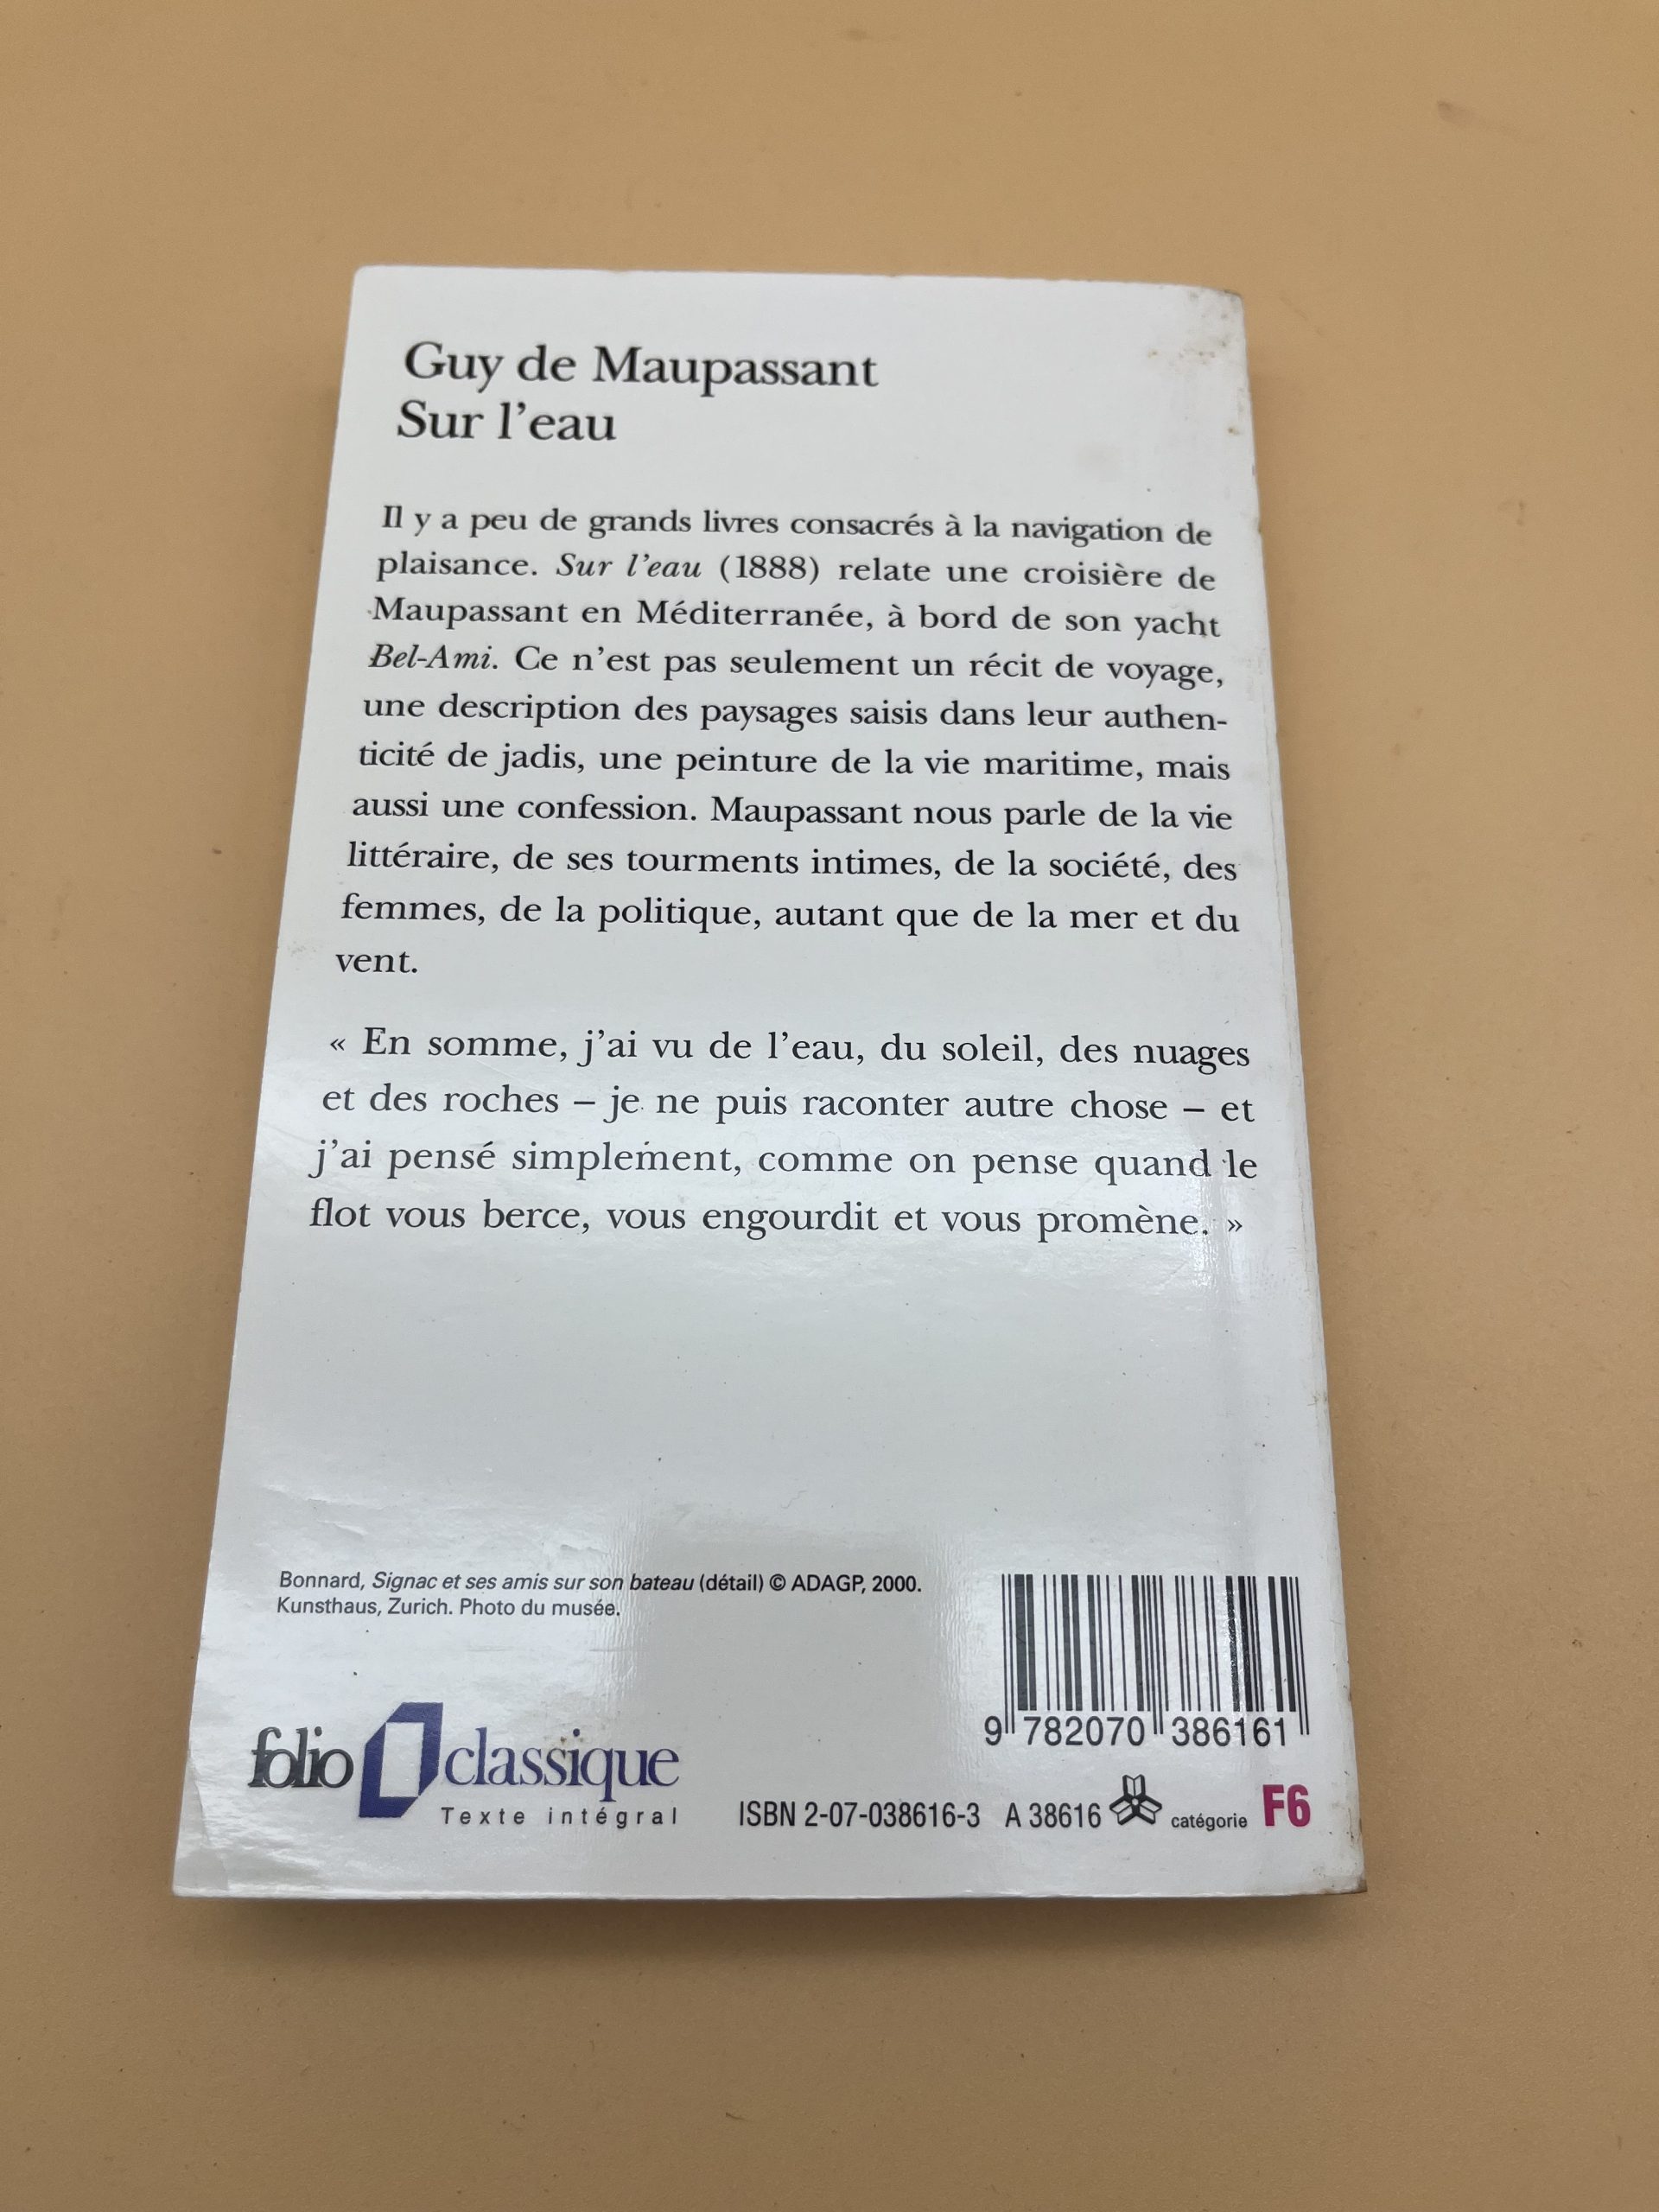 Guy de Maupassant
Sur l'eau
Il y a peu de grands livres consacrés à la navigation de
plaisance. Sur l'eau (1888) relate une croisière de
Maupassant en Méditerranée, à bord de son yacht
Bel-Ami. Ce n'est pas seulement un récit de voyage,
une description des paysages saisis dans leur authen-
ticité de jadis, une peinture de la vie maritime, mais
aussi une confession. Maupassant nous parle de la vie
littéraire, de ses tourments intimes, de la société, des
femmes, de la politique, autant que de la mer et du
vent.
« En somme, j'ai vu de l'eau, du soleil, des nuages
et des roches – je ne puis raconter autre chose – et
j'ai pensé simplement, comme on pense quand le
flot vous berce, vous engourdit et vous promène. »
Bonnard, Signac et ses amis sur son bateau (détail) © ADAGP, 2000.
Kunsthaus, Zurich. Photo du musée.
9 782070 386161
folio classique
Texte intégral
ISBN 2-07-038616-3 A 38616 catégorie F6